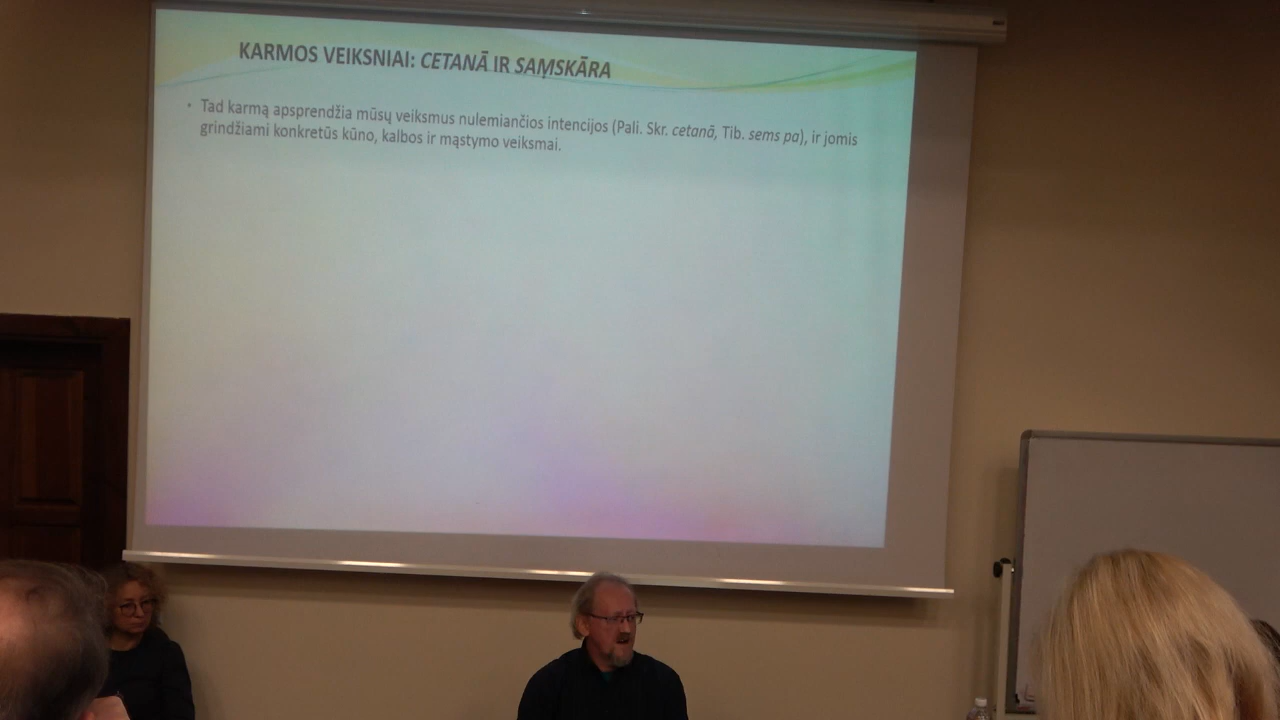 KARMOS VEIKSNIAI: CETANĀ IR SAṂSKĀRA
• Tad karmą apsprendžia mūsų veiksmus nulemiančios intencijos (Pali. Skr. cetanā, Tib. sems pa), ir jomis
grindžiami konkretūs kūno, kalbos ir mąstymo veiksmai.